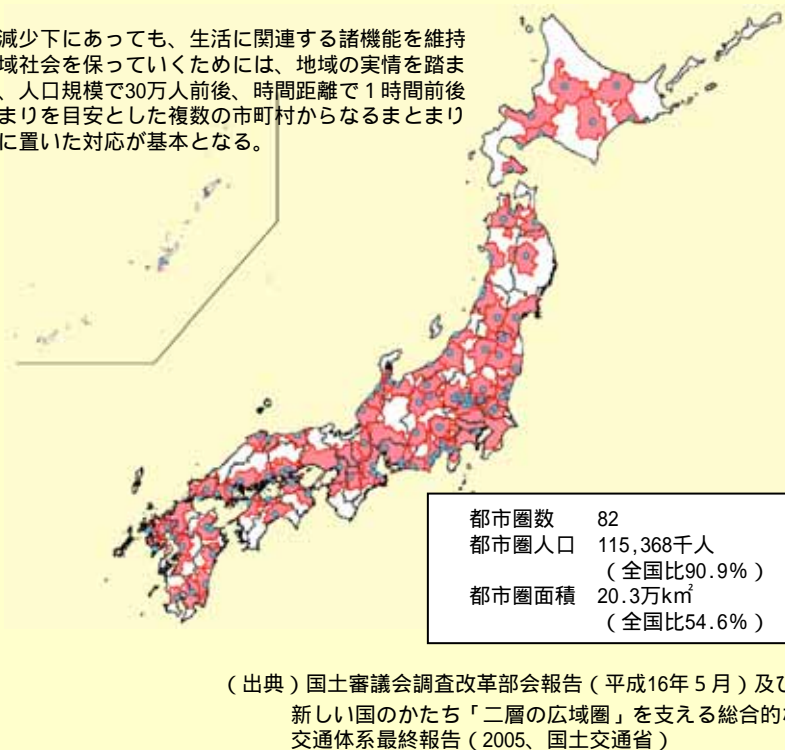 減少下にあっても、生活に関連する諸機能を維持
域社会を保っていくためには、地域の実情を踏ま
、人口規模で30万人前後、時間距離で1時間前後
まりを目安とした複数の市町村からなるまとまり
に置いた対応が基本となる。
都市圏数 82
都市圏人口 115,368千人
(全国比90.9%)
都市圏面積 20.3万km²
(全国比54.6%)
(出典)国土審議会調査改革部会報告(平成16年5月)及び
新しい国のかたち「二層の広域圏」を支える総合的な
交通体系最終報告(2005、国土交通省)